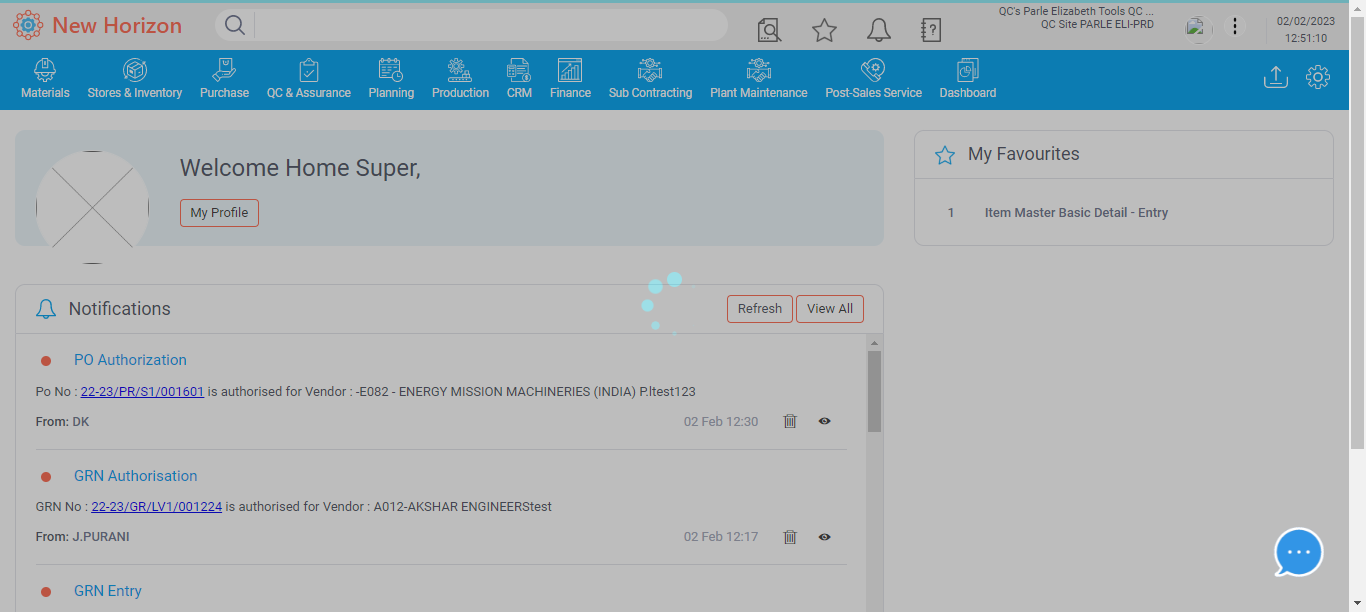 New Horizon
QC's Parle Elizabeth Tools QC ...
QC Site PARLE ELI-PRD
02/02/2023
12:51:10
Materials
Stores & Inventory
Purchase
QC & Assurance
Planning
Production
CRM
Finance
Sub Contracting
Plant Maintenance
Post-Sales Service
Dashboard
Welcome Home Super,
My Profile
My Favourites
1 Item Master Basic Detail - Entry
Notifications
Refresh
View All
PO Authorization
Po No : 22-23/PR/S1/001601 is authorised for Vendor : -E082 - ENERGY MISSION MACHINERIES (INDIA) P.ltest123
From: DK
02 Feb 12:30
GRN Authorisation
GRN No : 22-23/GR/LV1/001224 is authorised for Vendor : A012-AKSHAR ENGINEERStest
From: J.PURANI
02 Feb 12:17
GRN Entry